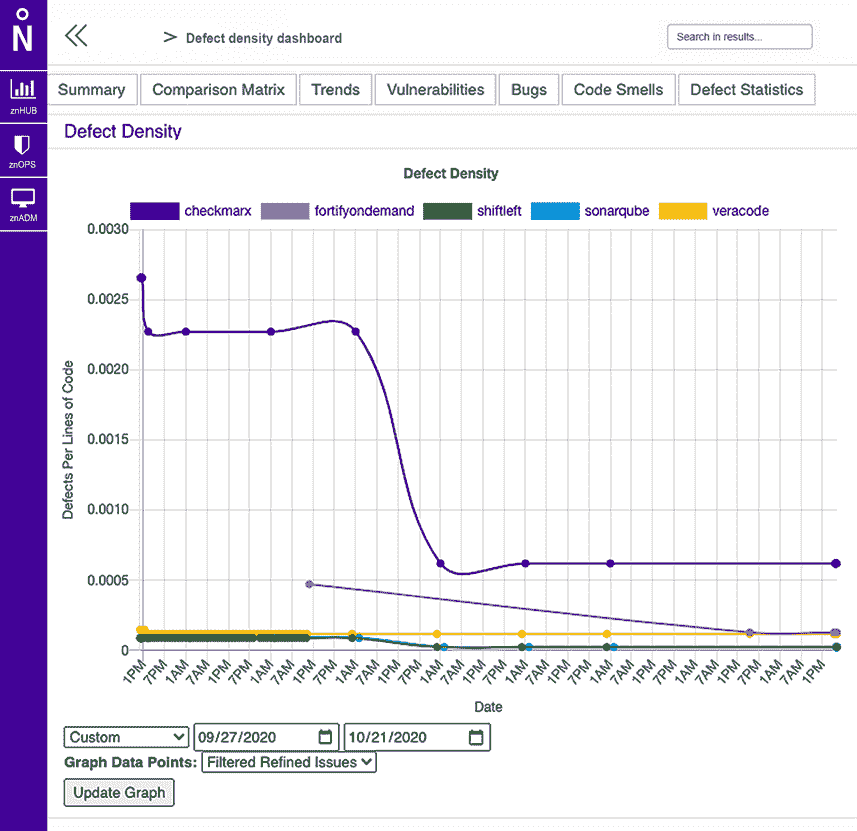 N
> Defect density dashboard
Search in results...
znHUB
znOPS
znADM
Summary
Comparison Matrix
Trends
Vulnerabilities
Bugs
Code Smells
Defect Statistics
Defect Density
Defect Density
checkmarx fortifyondemand shiftleft sonarqube veracode
Defects Per Lines of Code
0.0030
0.0025
0.0020
0.0015
0.0010
0.0005
0
1PM 7PM 1AM 7AM 1PM 7PM 1AM 7AM 1PM 7PM 1AM 7AM 1PM 7PM 1AM 7AM 1PM 7PM 1AM 7AM 1PM 7PM 1AM 7AM 1PM 7PM 1AM 7AM 1PM 7PM 1AM 7AM 1PM
Date
Custom 09/27/2020 10/21/2020
Graph Data Points: Filtered Refined Issues
Update Graph